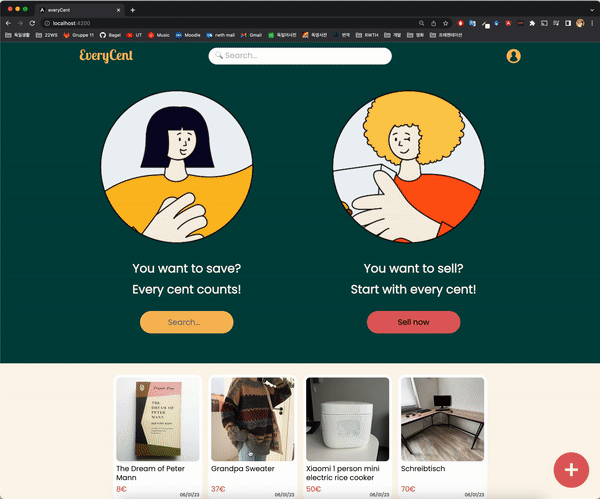 everyCent
localhost:4200
독일생활
22WS
Gruppe 11
Bagel
UT
Music
Moodle
rwth mail
Gmail
독일어사전
독영사전
번역
RWTH
개발
영화
프레젠테이션
EveryCent
Search...
You want to save?
Every cent counts!
You want to sell?
Start with every cent!
Search...
Sell now
THE
DREAM OF
PETER
MANN
The Dream of Peter
Mann
8€
06/01/23
Grandpa Sweater
37€
06/01/23
Xiaomi 1 person mini
electric rice cooker
50€
06/01/23
Schreibtisch
70€
06/01/23